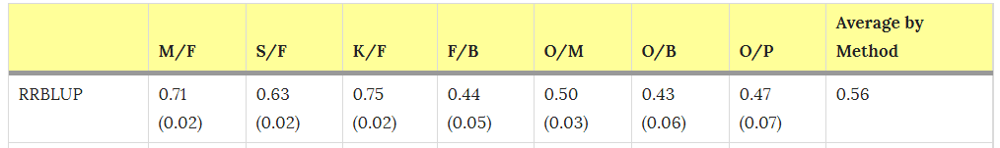 M/F S/F K/F F/B O/M O/B O/P Average by Method
RRBLUP 0.71 0.63 0.75 0.44 0.50 0.43 0.47 0.56
(0.02) (0.02) (0.02) (0.05) (0.03) (0.06) (0.07)